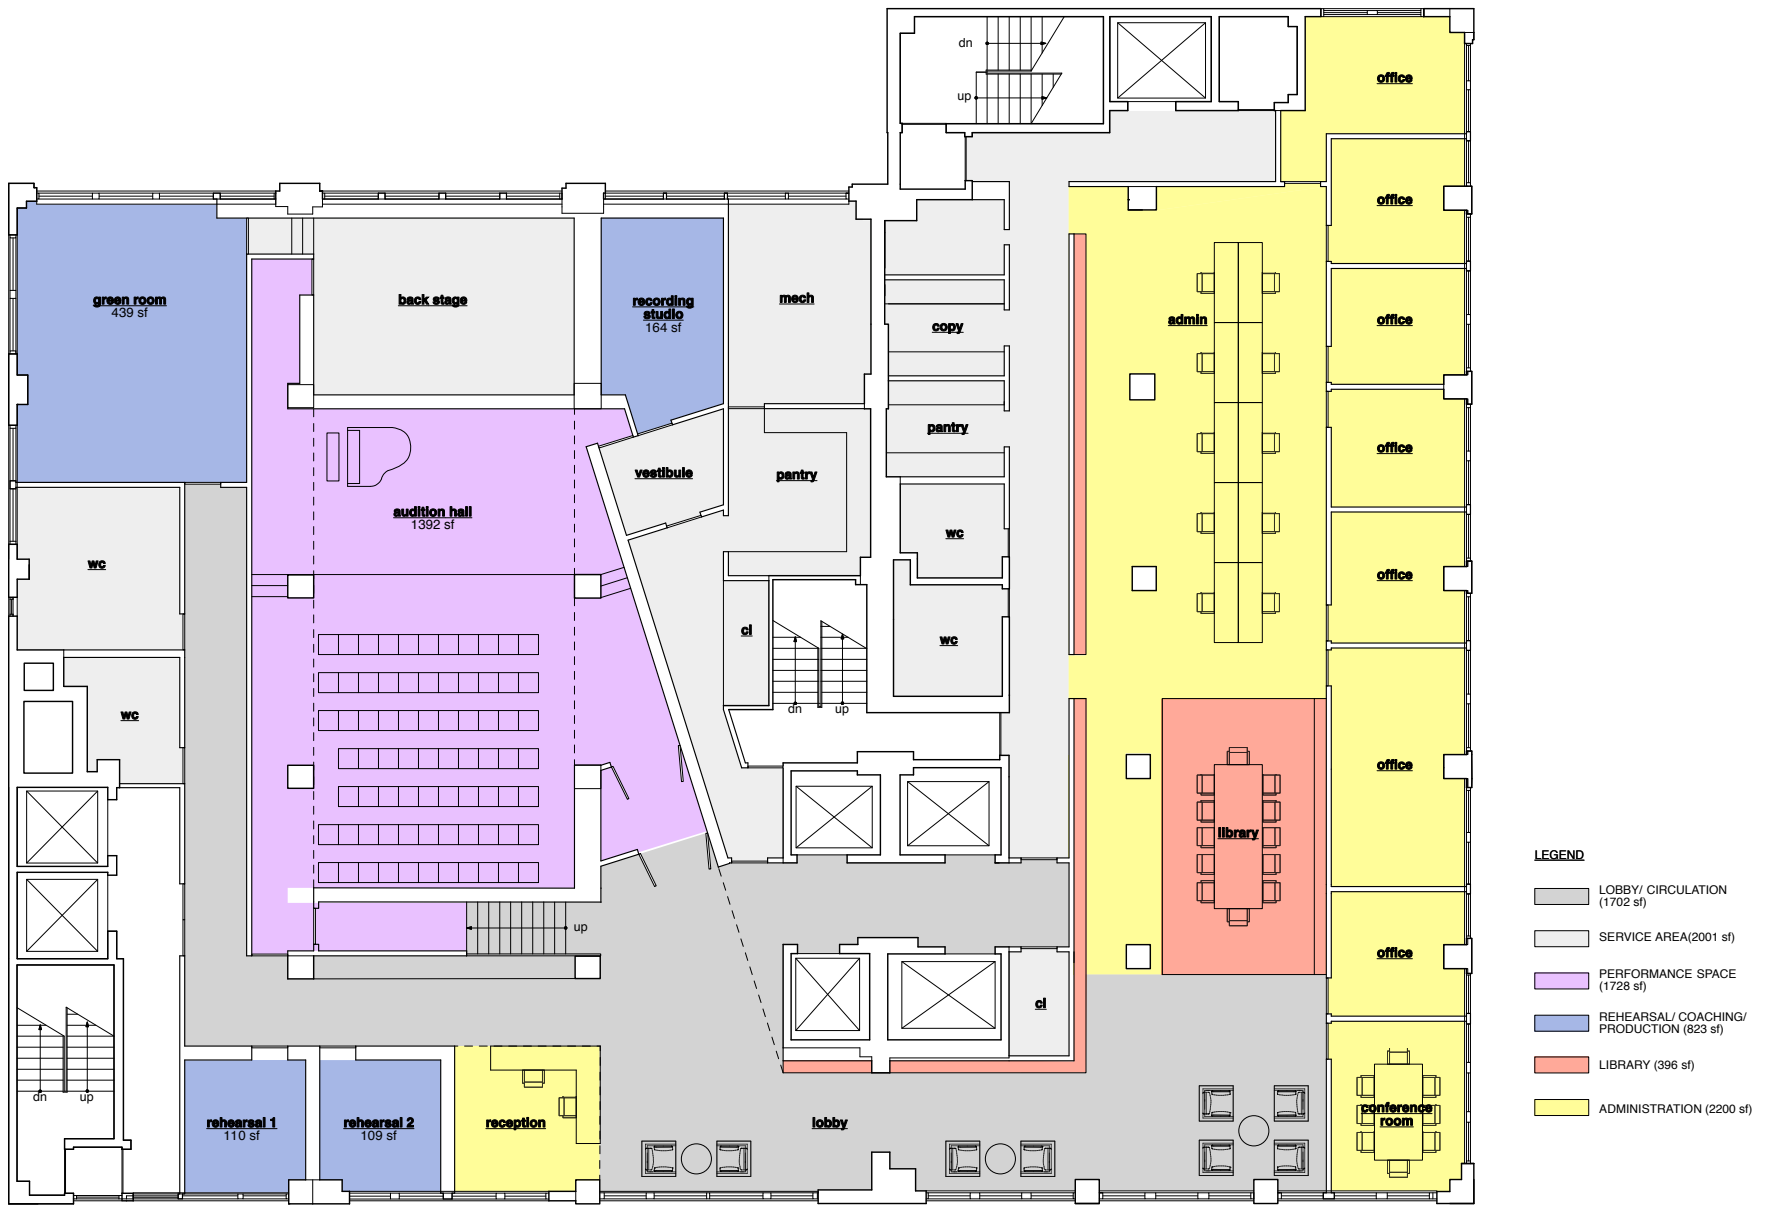 dn
office
up
office
green room
439 sf
back stage
recording
studio
164 sf
mech
copy
admin
office
pantry
office
vestibule
pantry
audition hall
1392 sf
wc
wc
office
cl
wc
wc
dn
up
office
library
up
office
cl
dn
up
rehearsal 1
110 sf
rehearsal 2
109 sf
reception
lobby
conference
room
LEGEND
LOBBY/ CIRCULATION
(1702 sf)
SERVICE AREA(2001 sf)
PERFORMANCE SPACE
(1728 sf)
REHEARSAL/ COACHING/
PRODUCTION (823 sf)
LIBRARY (396 sf)
ADMINISTRATION (2200 sf)